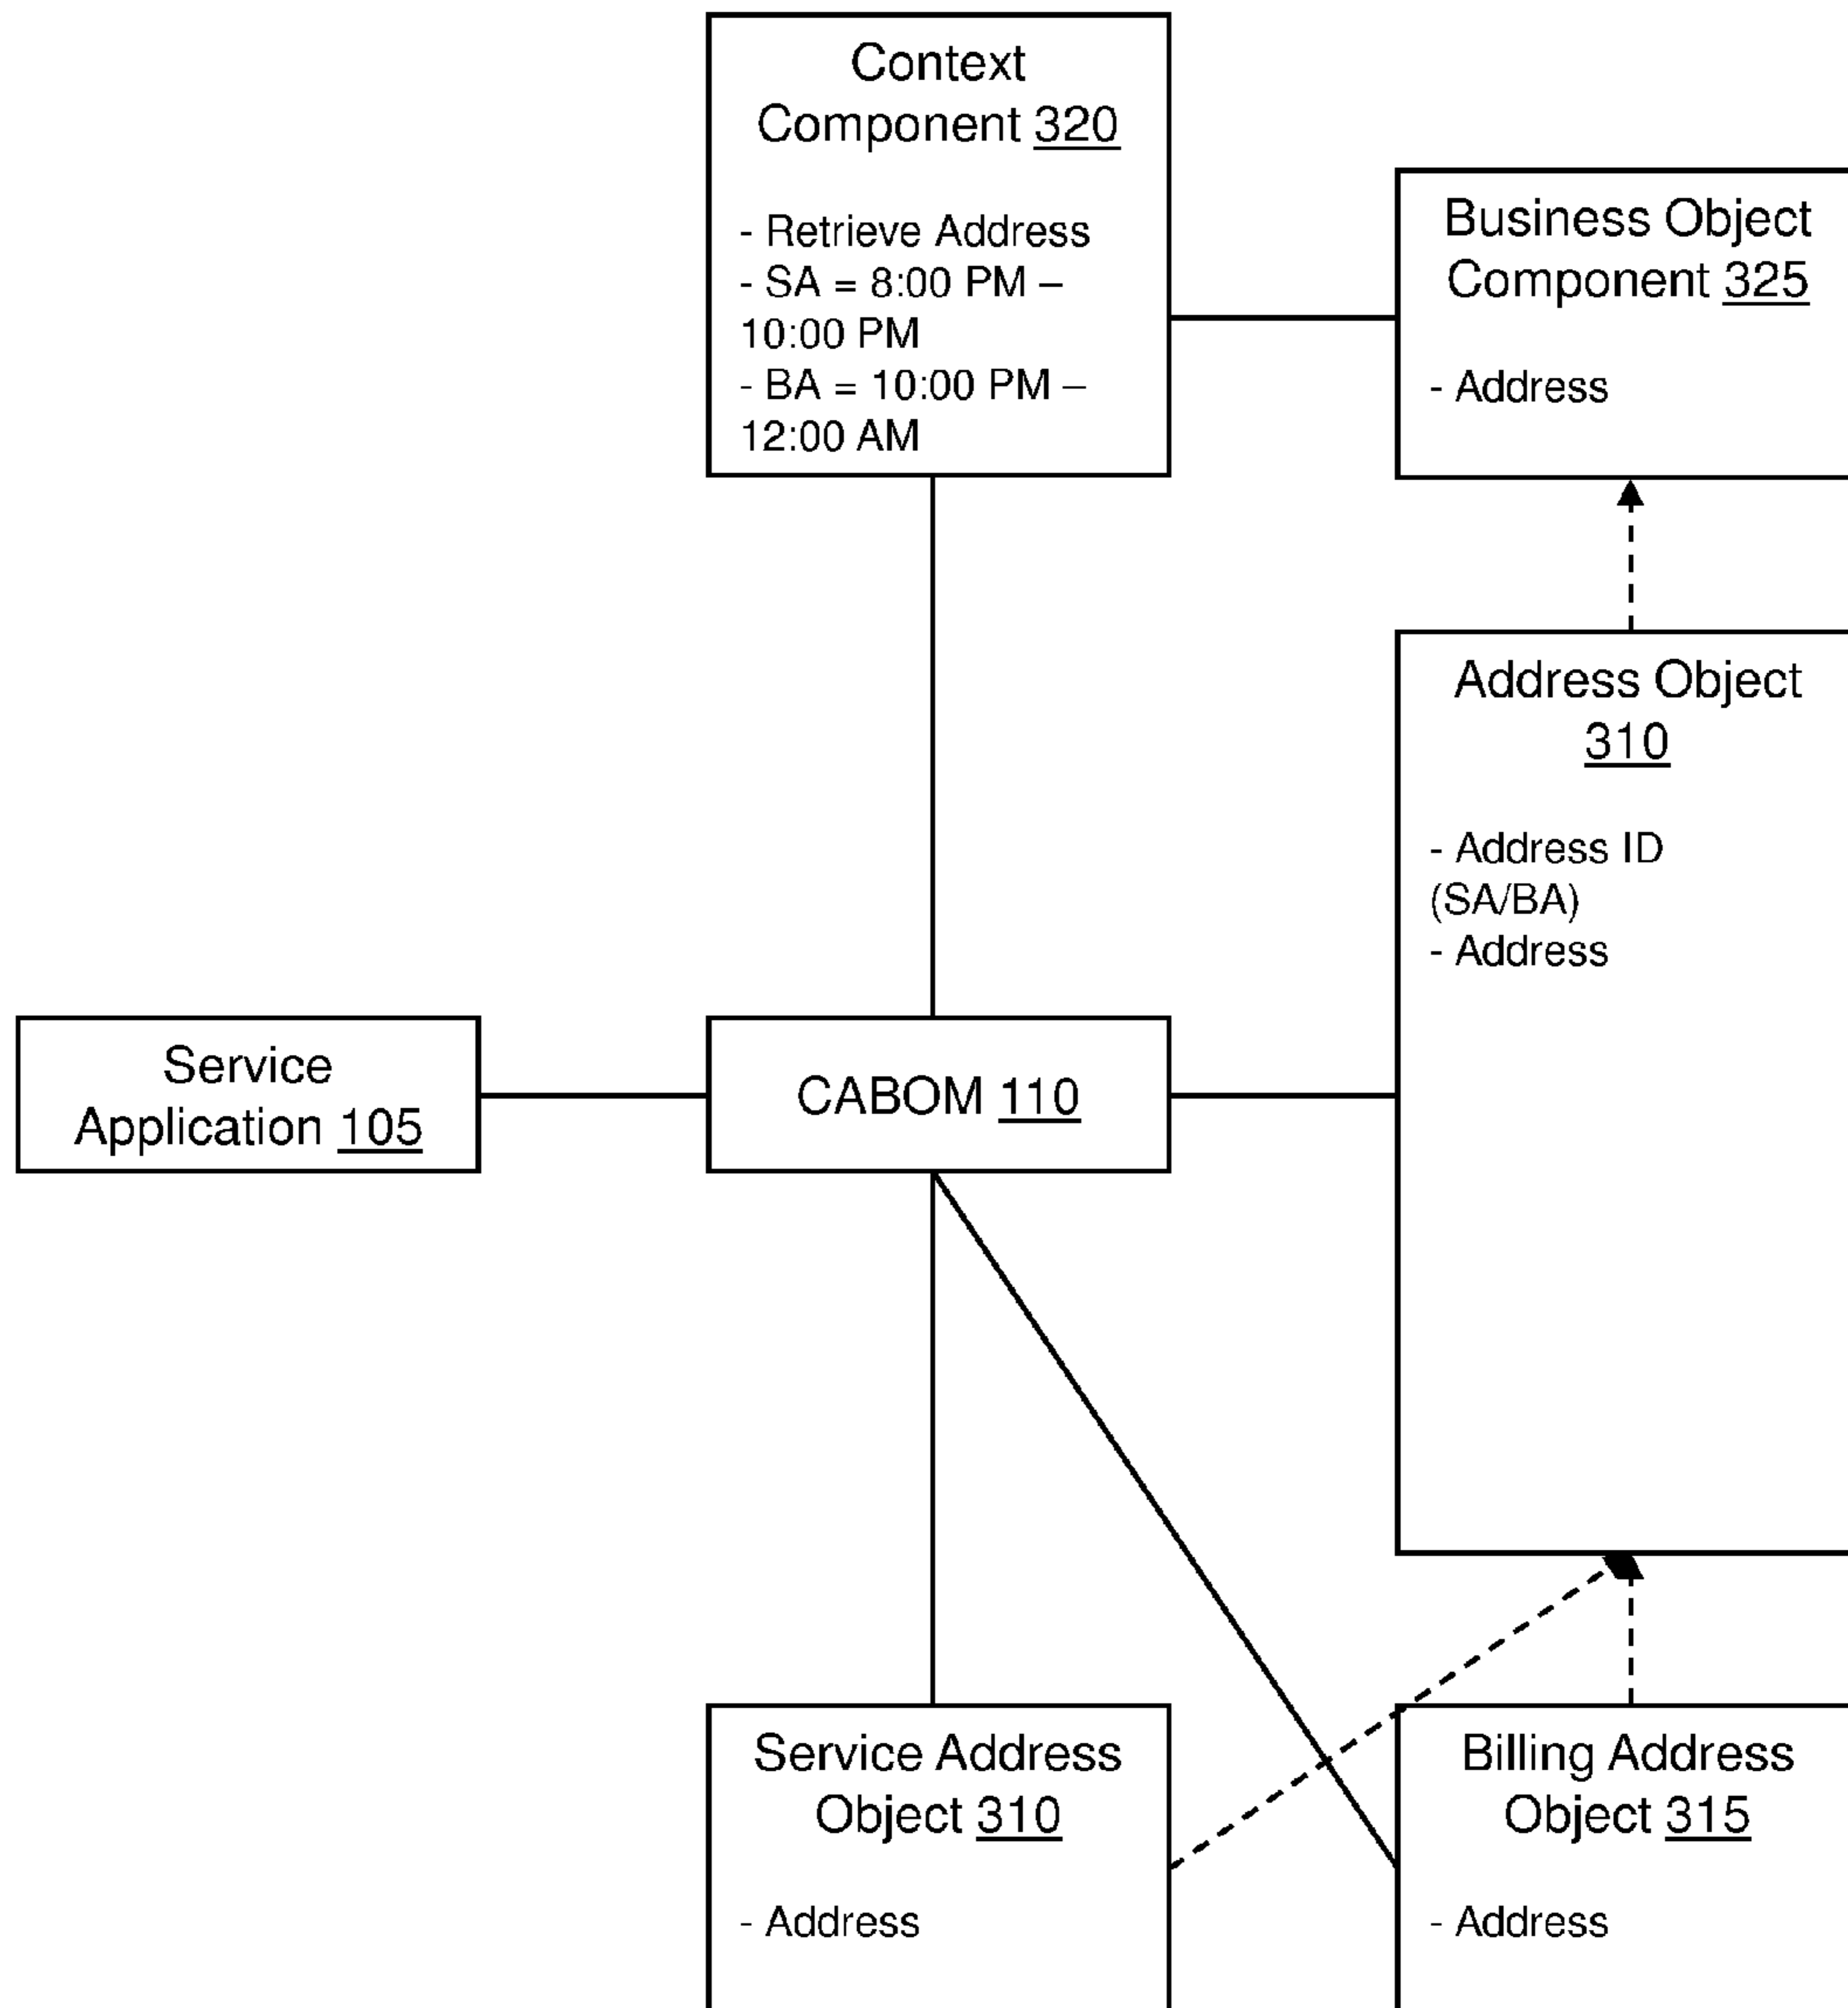 Context
Component 320
- Retrieve Address
- SA = 8:00 PM –
10:00 PM
- BA = 10:00 PM –
12:00 AM
Business Object
Component 325
- Address
Address Object
310
- Address ID
(SA/BA)
- Address
Service
Application 105
CABOM 110
Service Address
Object 310
- Address
Billing Address
Object 315
- Address